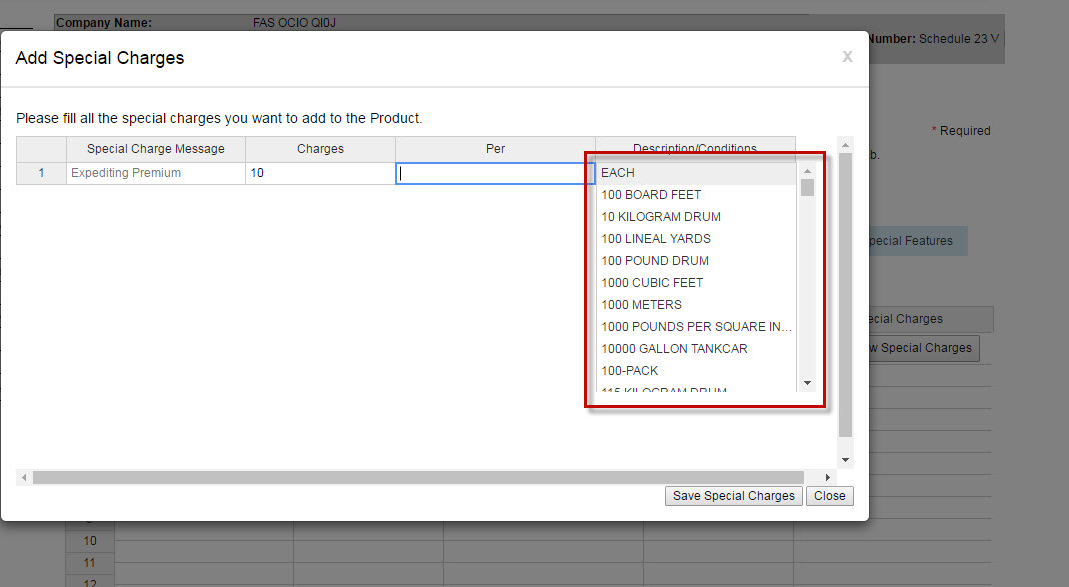 Company Name: FAS OCIO QI0J
Number: Schedule 23 V
Add Special Charges
X
* Required
Please fill all the special charges you want to add to the Product.
b.
Special Charge Message Charges Per Description/Conditions
1 Expediting Premium 10
EACH
100 BOARD FEET
10 KILOGRAM DRUM
100 LINEAL YARDS
100 POUND DRUM
1000 CUBIC FEET
1000 METERS
1000 POUNDS PER SQUARE IN...
10000 GALLON TANKCAR
100-PACK
115 KILOGRAM DRUM
pecial Features
ecial Charges
w Special Charges
Save Special Charges Close
10
11
12